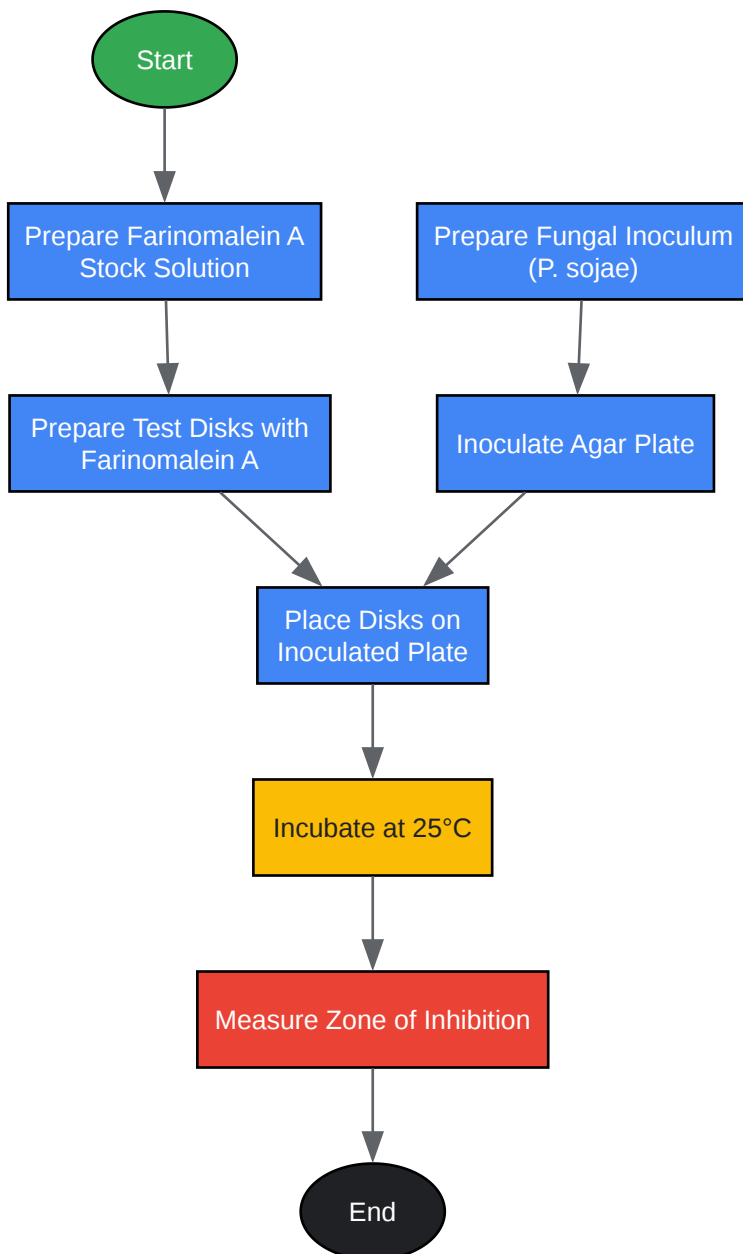 Start
Prepare Farinomalein A
Stock Solution
Prepare Fungal Inoculum
(P. sojae)
Prepare Test Disks with
Farinomalein A
Inoculate Agar Plate
Place Disks on
Inoculated Plate
Incubate at 25°C
Measure Zone of Inhibition
End